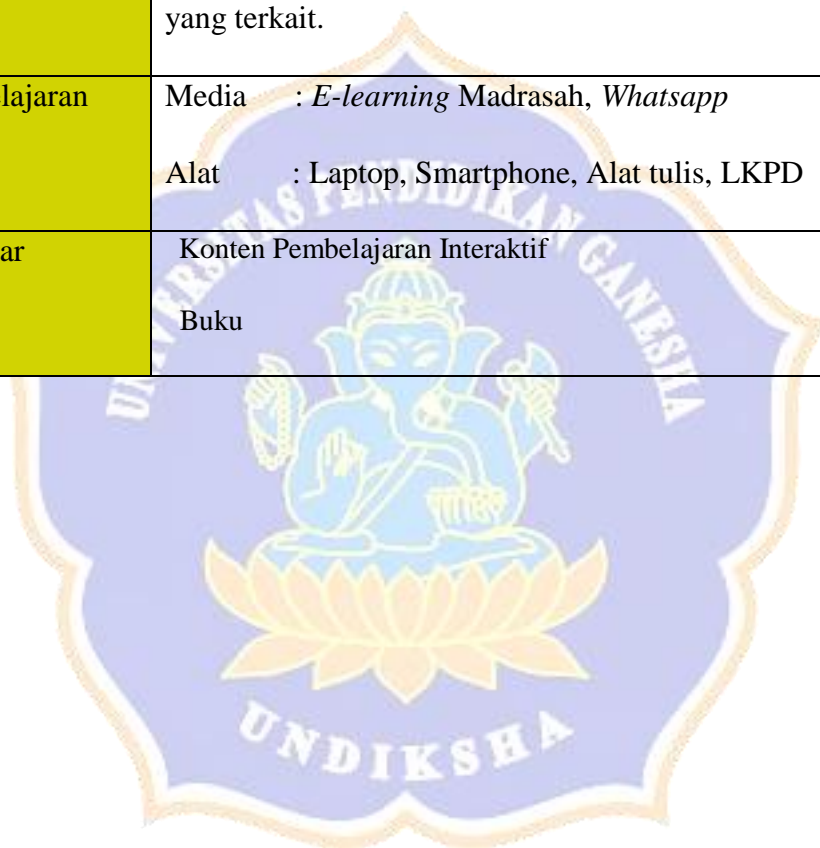 yang terkait.
lajaran Media : E-learning Madrasah, Whatsapp
Alat : Laptop, Smartphone, Alat tulis, LKPD
ar Konten Pembelajaran Interaktif
Buku
UNIVERSITAS PENDIDIKAN GANESHA
UNDIKSHA